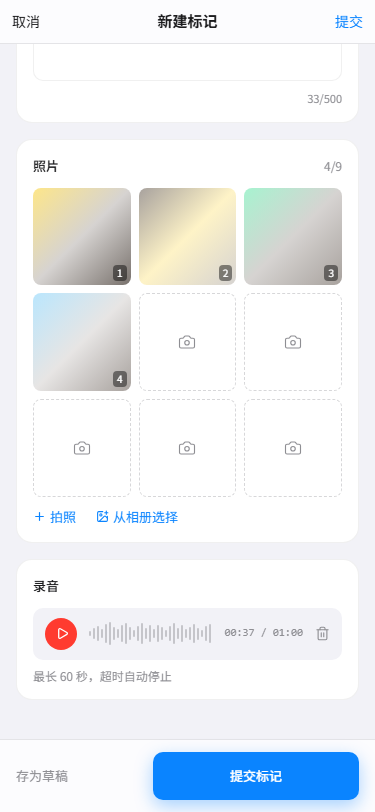 取消 新建标记 提交
33/500
照片 4/9
1 2 3
4
拍照 从相册选择
录音
00:37 / 01:00
最长 60 秒，超时自动停止
存为草稿 提交标记